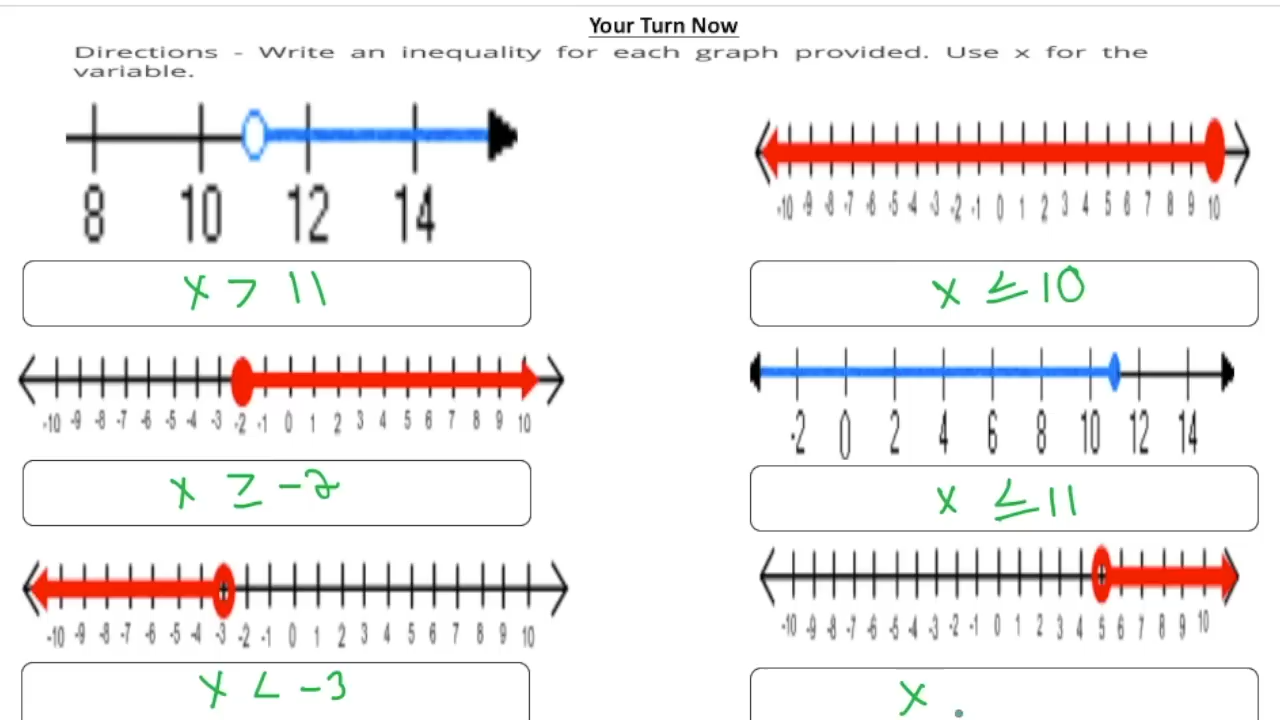 Your Turn Now
Directions - Write an inequality for each graph provided. Use x for the
variable.
8 10 12 14
-10 -9 -8 -7 -6 -5 -4 -3 -2 -1 0 1 2 3 4 5 6 7 8 9 10
x > 11
x ≤ 10
-10 -9 -8 -7 -6 -5 -4 -3 -2 -1 0 1 2 3 4 5 6 7 8 9 10
-2 0 2 4 6 8 10 12 14
x ≥ -2
x ≤ 11
-10 -9 -8 -7 -6 -5 -4 -3 -2 -1 0 1 2 3 4 5 6 7 8 9 10
-10 -9 -8 -7 -6 -5 -4 -3 -2 -1 0 1 2 3 4 5 6 7 8 9 10
x < -3
x